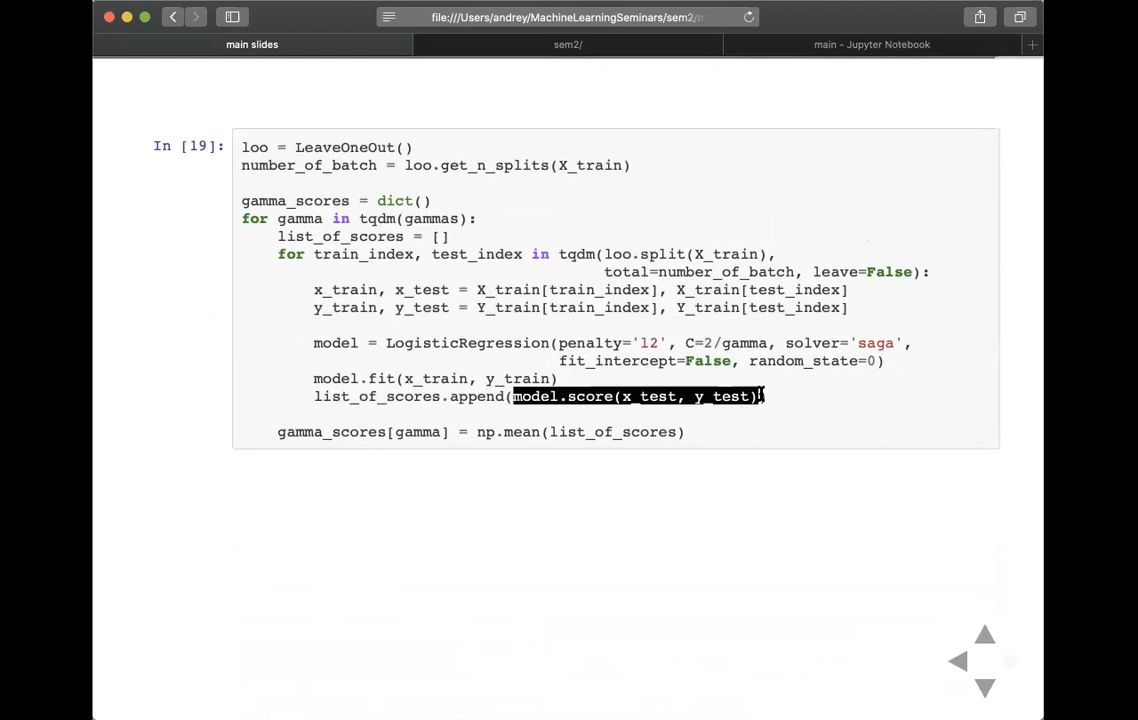 file:///Users/andrey/MachineLearningSeminars/sem2/
main slides
sem2/
main - Jupyter Notebook
In [19]:
loo = LeaveOneOut()
number_of_batch = loo.get_n_splits(X_train)
gamma_scores = dict()
for gamma in tqdm(gammas):
list_of_scores = []
for train_index, test_index in tqdm(loo.split(X_train),
total=number_of_batch, leave=False):
x_train, x_test = X_train[train_index], X_train[test_index]
y_train, y_test = Y_train[train_index], Y_train[test_index]
model = LogisticRegression(penalty='l2', C=2/gamma, solver='saga',
fit_intercept=False, random_state=0)
model.fit(x_train, y_train)
list_of_scores.append(model.score(x_test, y_test))
gamma_scores[gamma] = np.mean(list_of_scores)